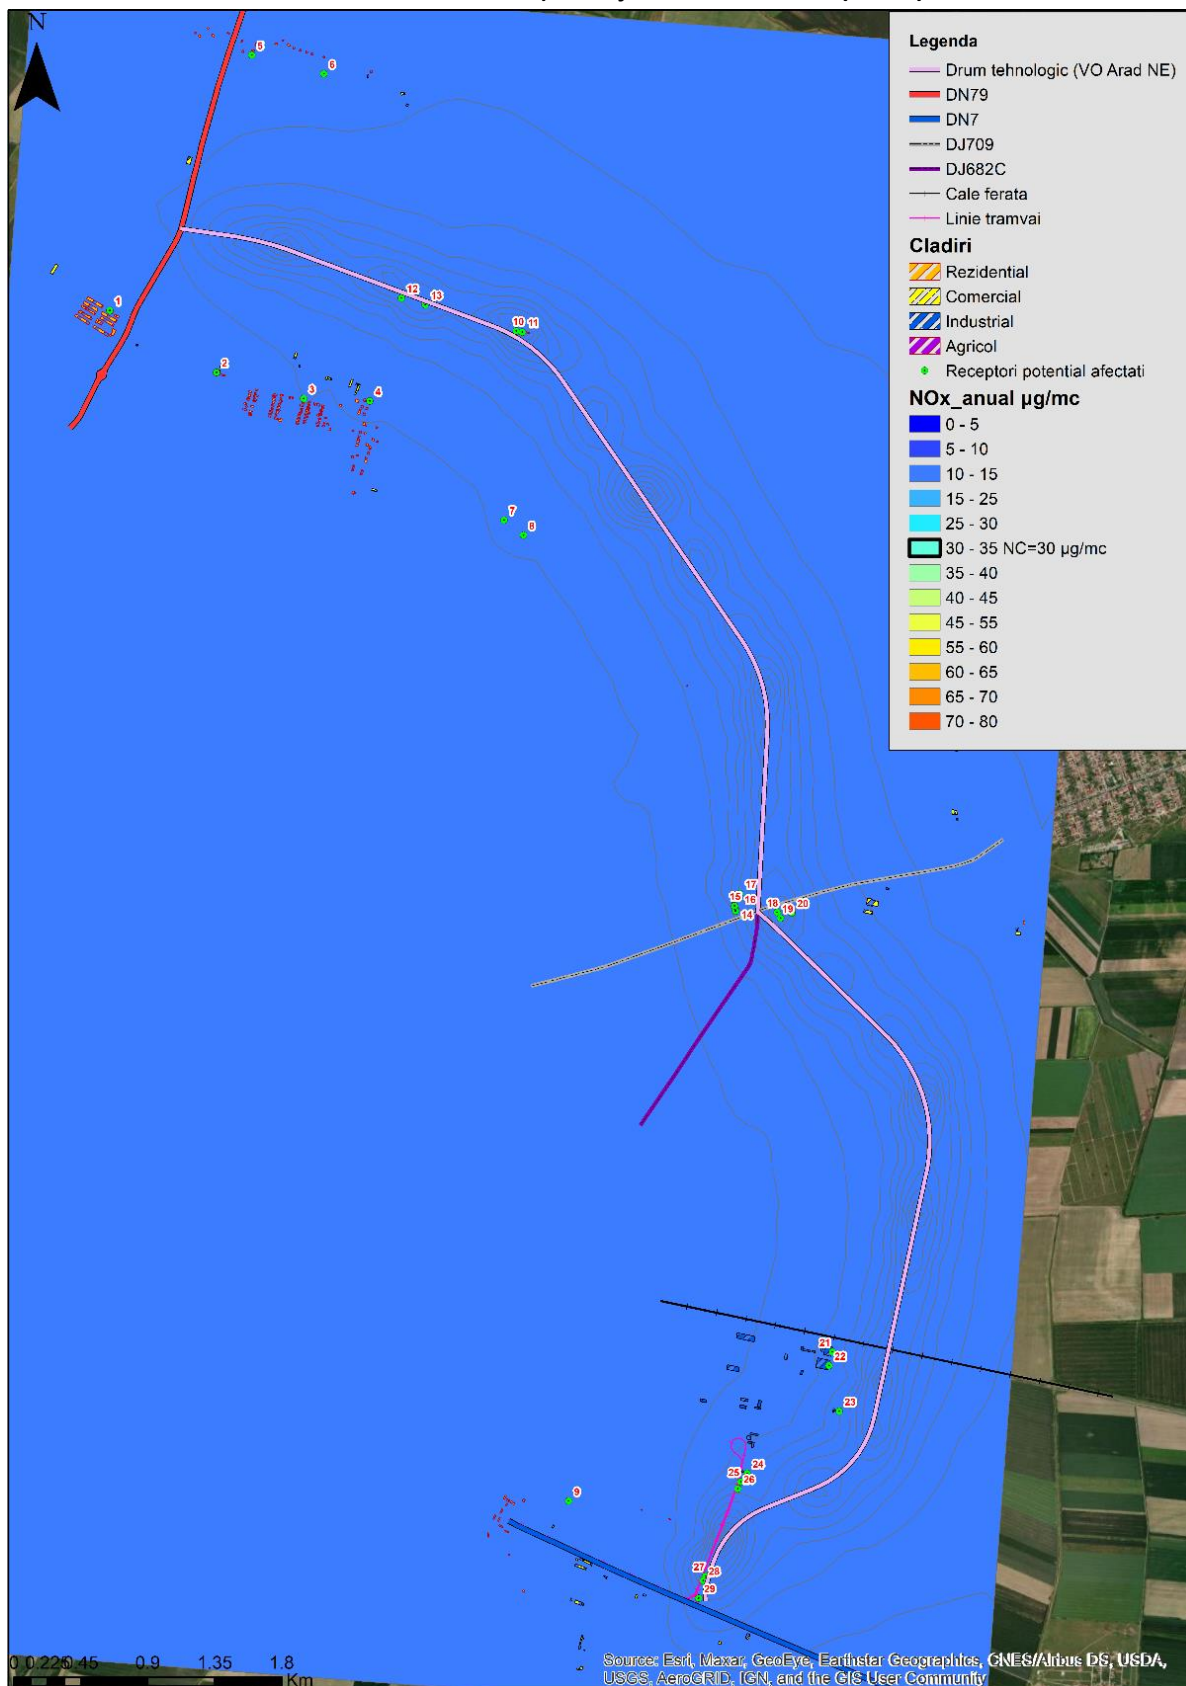 N
Legenda
Drum tehnologic (VO Arad NE)
DN79
DN7
DJ709
DJ682C
Cale ferata
Linie tramvai
Cladiri
Rezidential
Comercial
Industrial
Agricol
Receptori potential afectati
NOx_anual µg/mc
0 - 5
5 - 10
10 - 15
15 - 25
25 - 30
30 - 35 NC=30 µg/mc
35 - 40
40 - 45
45 - 55
55 - 60
60 - 65
65 - 70
70 - 80
5
6
1
12
13
10 11
2
3
4
7
8
17
15
16
18
20
19
14
21
22
23
24
25
26
9
27
28
29
0 0.225 0.45 0.9 1.35 1.8
Km
Source: Esri, Maxar, GeoEye, Earthstar Geographics, CNES/Airbus DS, USDA,
USGS, AeroGRID, IGN, and the GIS User Community